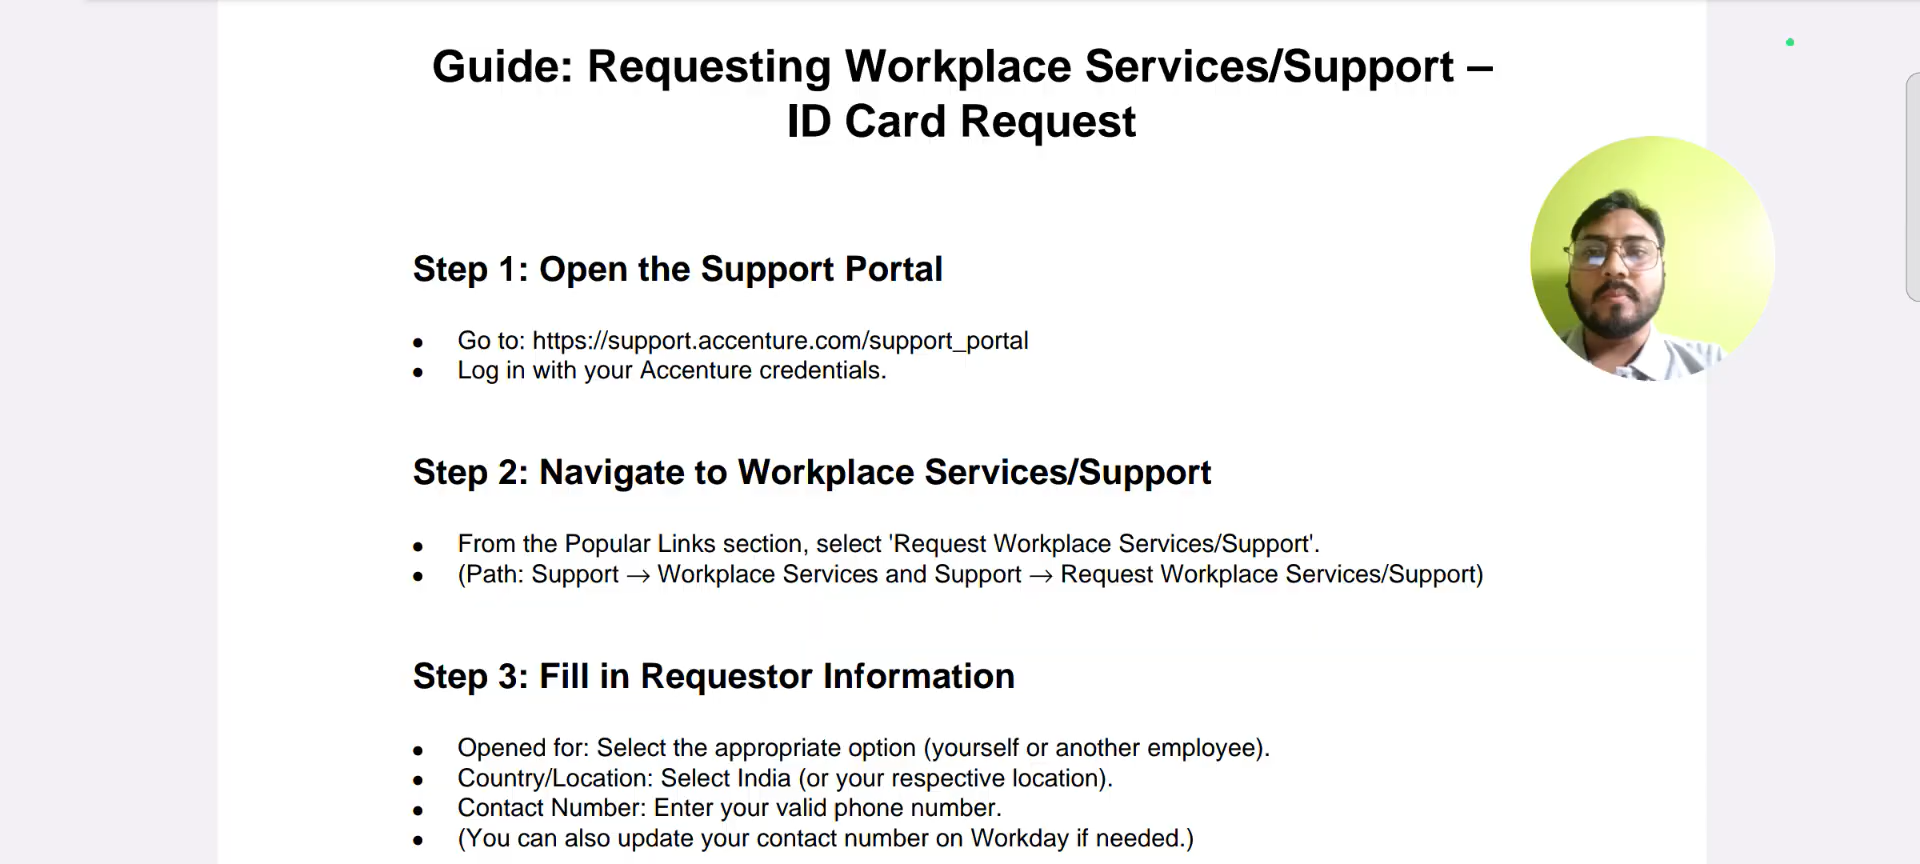 Guide: Requesting Workplace Services/Support –
ID Card Request
Step 1: Open the Support Portal
● Go to: https://support.accenture.com/support_portal
● Log in with your Accenture credentials.
Step 2: Navigate to Workplace Services/Support
● From the Popular Links section, select 'Request Workplace Services/Support'.
● (Path: Support → Workplace Services and Support → Request Workplace Services/Support)
Step 3: Fill in Requestor Information
● Opened for: Select the appropriate option (yourself or another employee).
● Country/Location: Select India (or your respective location).
● Contact Number: Enter your valid phone number.
● (You can also update your contact number on Workday if needed.)